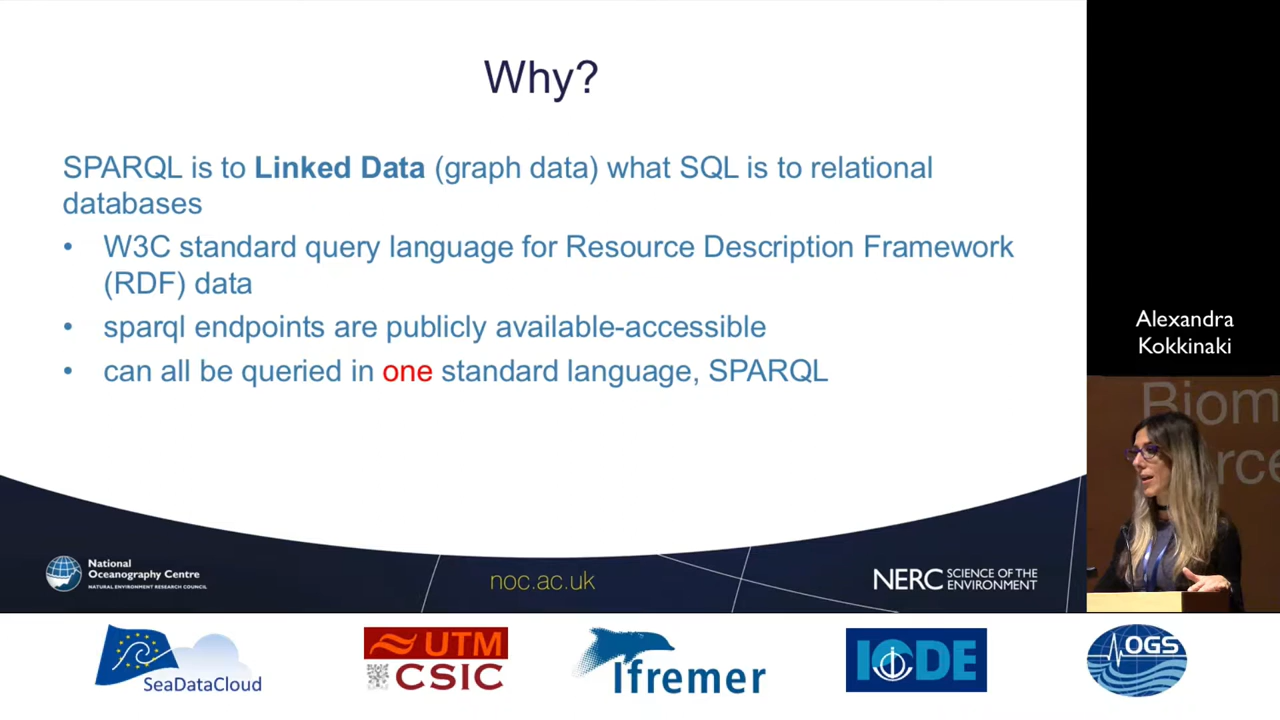 Why?
SPARQL is to Linked Data (graph data) what SQL is to relational
databases
• W3C standard query language for Resource Description Framework
(RDF) data
• sparql endpoints are publicly available-accessible
• can all be queried in one standard language, SPARQL
Alexandra
Kokkinaki
Biom
rce
National
Oceanography Centre
NATURAL ENVIRONMENT RESEARCH COUNCIL
noc.ac.uk
NERC SCIENCE OF THE
ENVIRONMENT
SeaDataCloud
UTM
CSIC
Ifremer
IODE
OGS